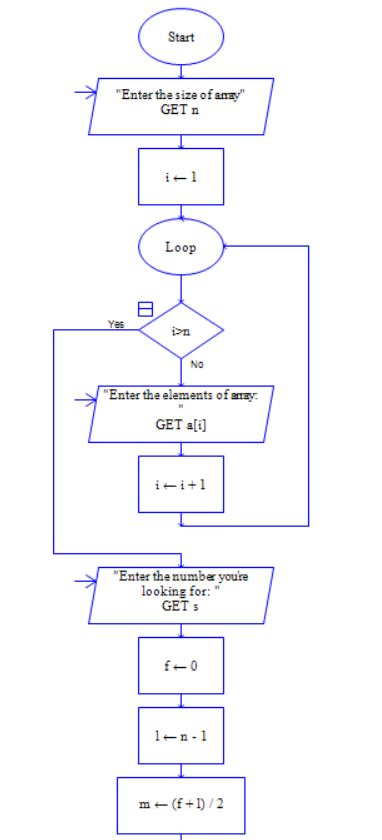 Start
"Enter the size of array"
GET n
i ← 1
Loop
i>n
Yes
No
"Enter the elements of array:
"
GET a[i]
i ← i + 1
"Enter the number you're
looking for: "
GET s
f ← 0
l ← n - 1
m ← (f + l) / 2